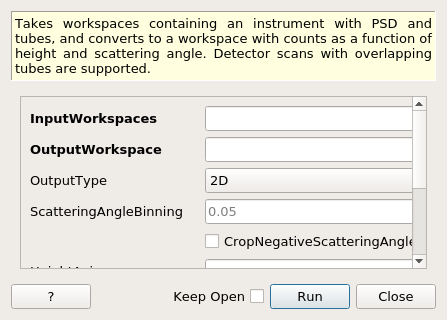 Takes workspaces containing an instrument with PSD and
tubes, and converts to a workspace with counts as a function of
height and scattering angle. Detector scans with overlapping
tubes are supported.
InputWorkspaces
OutputWorkspace
OutputType 2D
ScatteringAngleBinning 0.05
CropNegativeScatteringAngle
? Keep Open Run Close